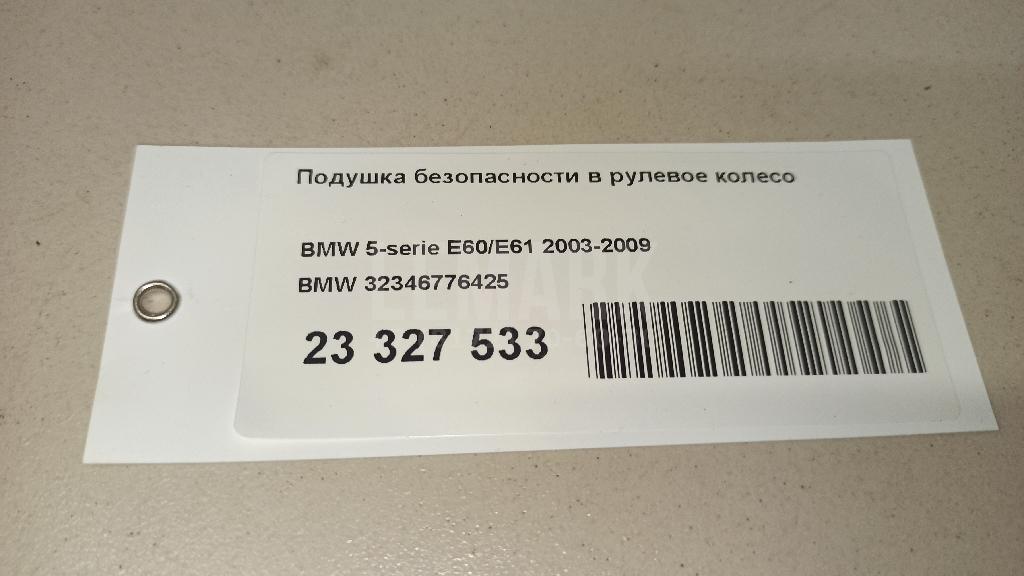 Подушка безопасности в рулевое колесо
BMW 5-serie E60/E61 2003-2009
BMW 32346776425
23 327 533